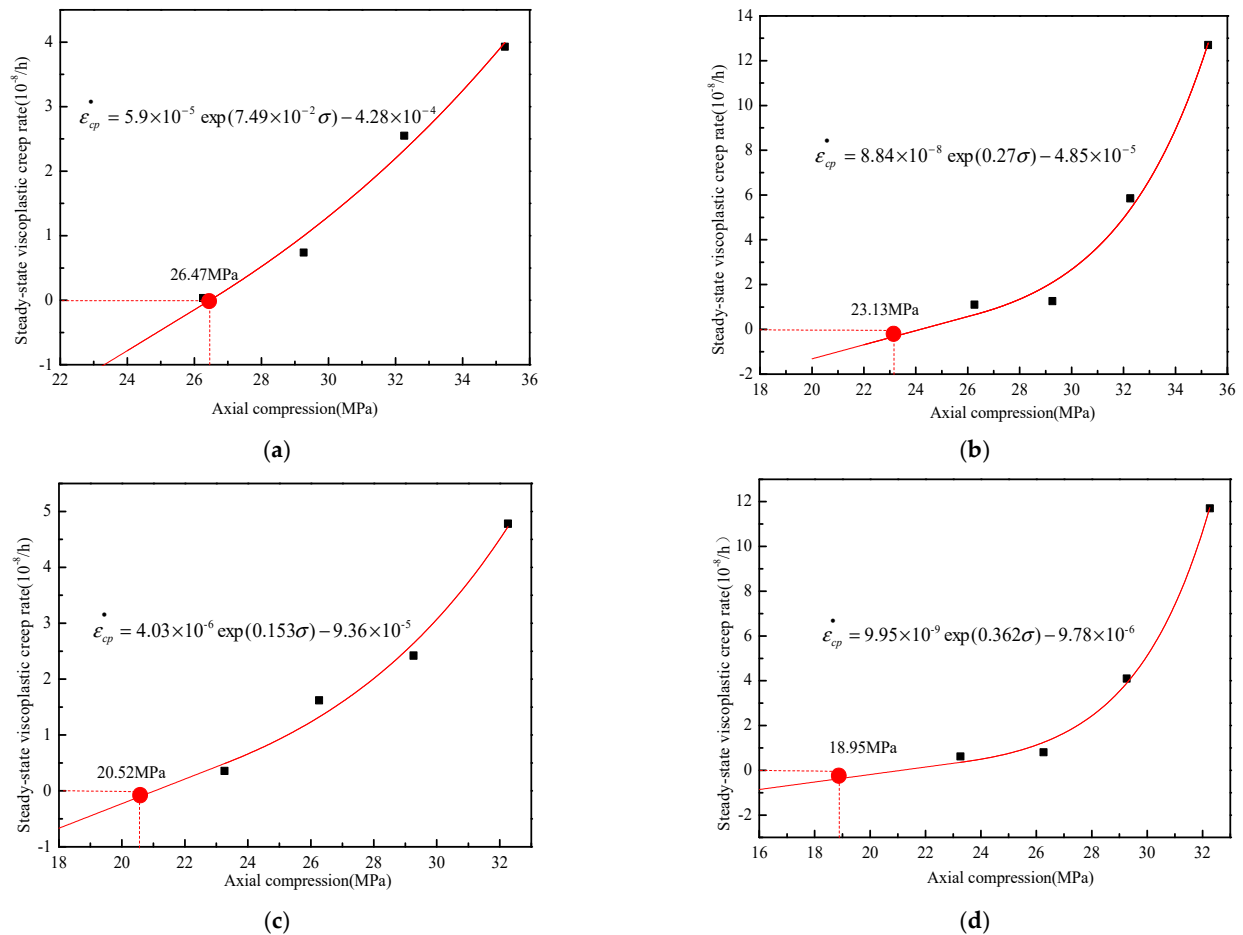 Steady-state viscoplastic creep rate(10⁻⁸/h)
4
3
2
1
0
-1
ε̇cp = 5.9×10⁻⁵ exp(7.49×10⁻² σ) − 4.28×10⁻⁴
26.47MPa
22 24 26 28 30 32 34 36
Axial compression(MPa)
(a)
Steady-state viscoplastic creep rate(10⁻⁸/h)
14
12
10
8
6
4
2
0
-2
ε̇cp = 8.84×10⁻⁸ exp(0.27σ) − 4.85×10⁻⁵
23.13MPa
18 20 22 24 26 28 30 32 34 36
Axial compression(MPa)
(b)
Steady-state viscoplastic creep rate(10⁻⁸/h)
5
4
3
2
1
0
-1
ε̇cp = 4.03×10⁻⁶ exp(0.153σ) − 9.36×10⁻⁵
20.52MPa
18 20 22 24 26 28 30 32
Axial compression(MPa)
(c)
Steady-state viscoplastic creep rate(10⁻⁸/h）
12
10
8
6
4
2
0
-2
ε̇cp = 9.95×10⁻⁹ exp(0.362σ) − 9.78×10⁻⁶
18.95MPa
16 18 20 22 24 26 28 30 32
Axial compression(MPa)
(d)